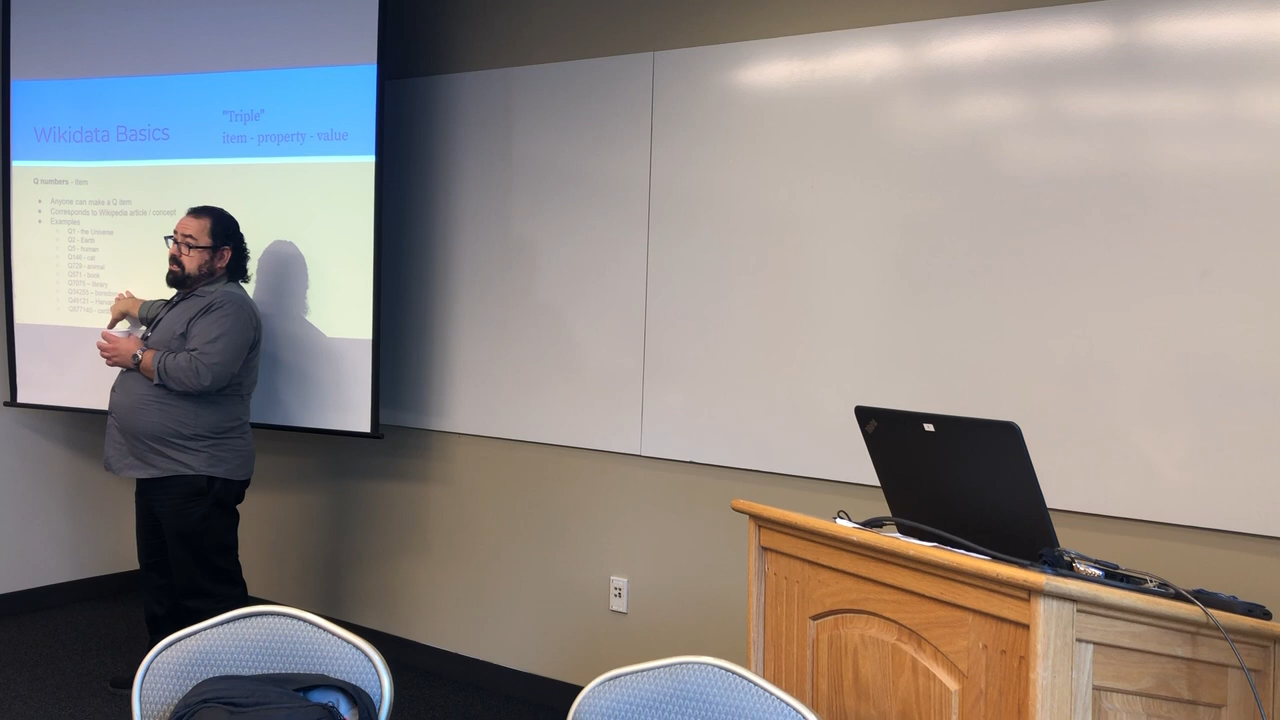 "Triple"
Wikidata Basics
item - property - value
Q numbers - item
Anyone can make a Q item
Corresponds to Wikipedia article / concept
Examples
Q1 - the Universe
Q2 - Earth
Q5 - human
Q146 - cat
Q729 - animal
Q571 - book
Q7075 - library